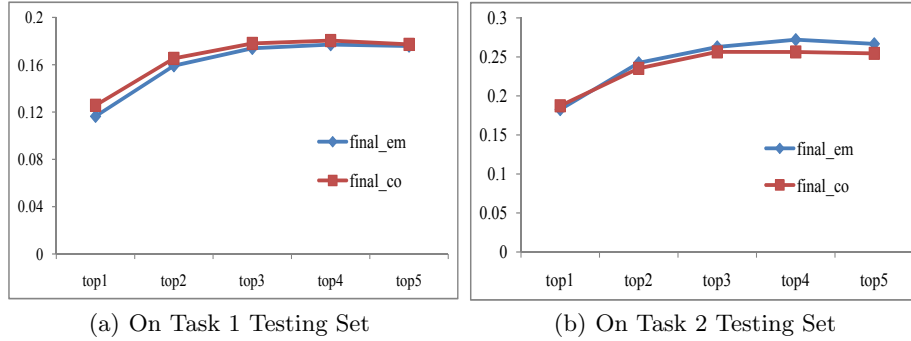 0.2
0.16
0.12
0.08
0.04
0
top1 top2 top3 top4 top5
final_em
final_co
(a) On Task 1 Testing Set
0.3
0.25
0.2
0.15
0.1
0.05
0
top1 top2 top3 top4 top5
final_em
final_co
(b) On Task 2 Testing Set